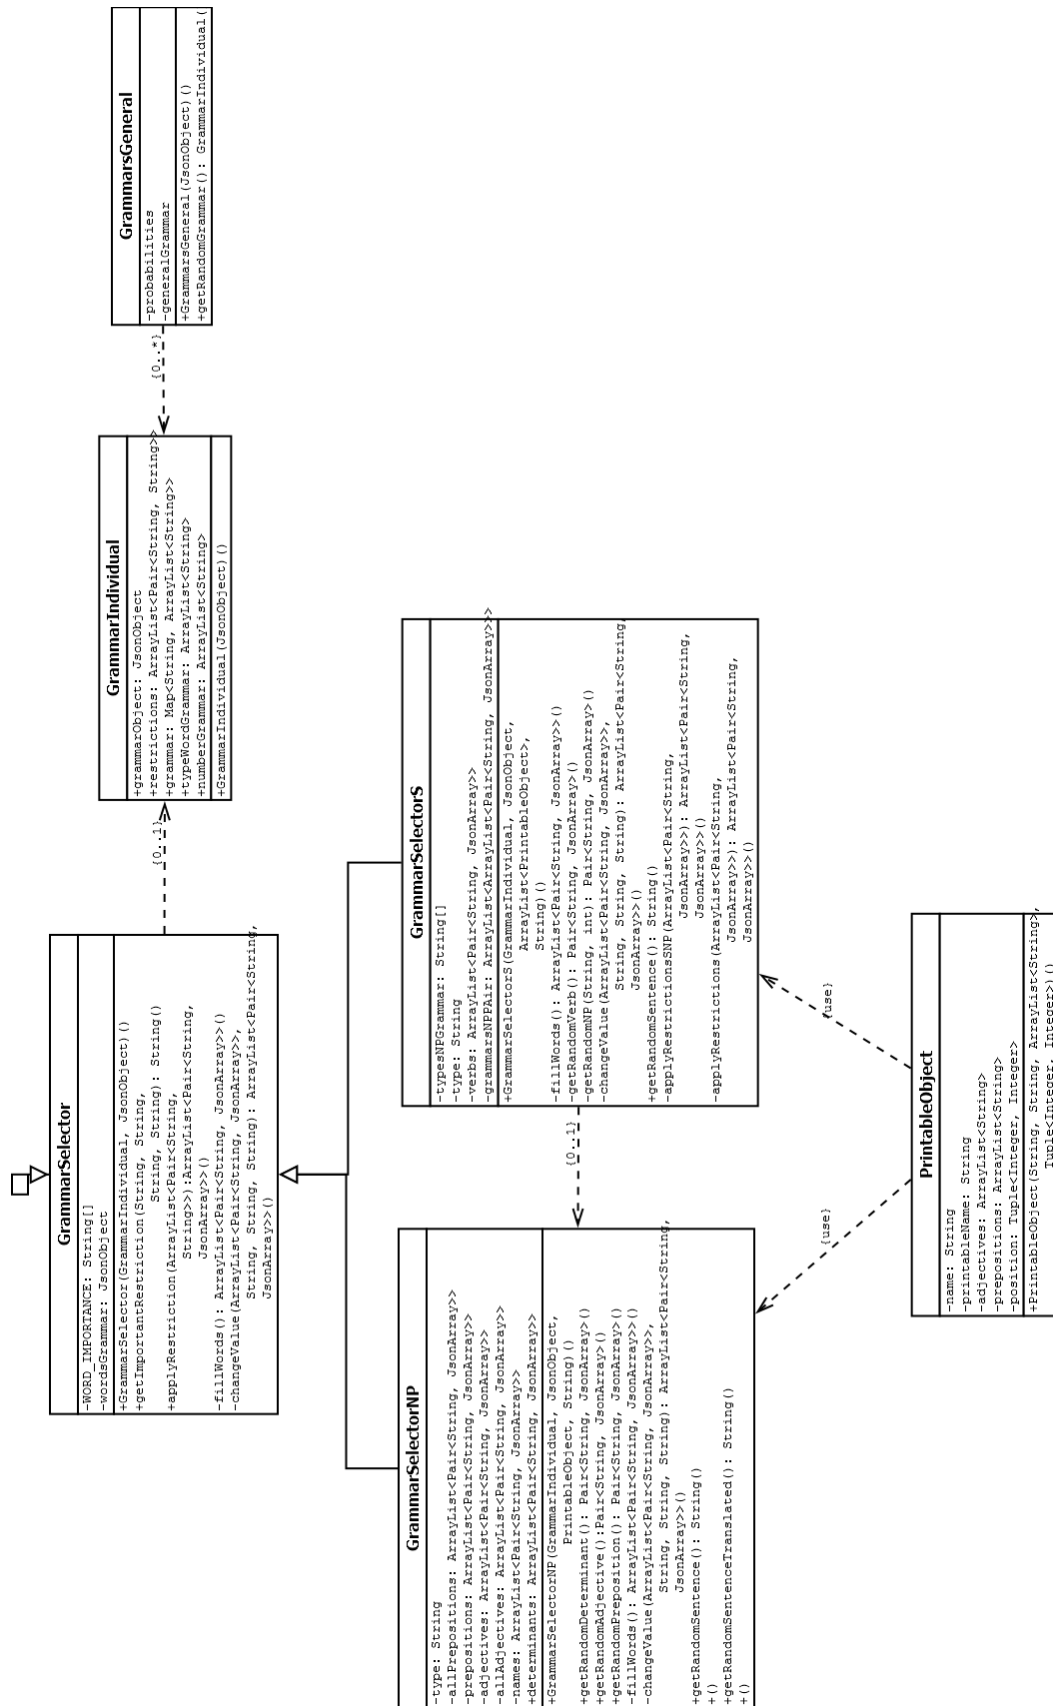 GrammarsGeneral
-probabilities
-generalGrammar
+GrammarsGeneral(JsonObject)()
+getRandomGrammar(): GrammarIndividual(
{0..*}
GrammarIndividual
+grammarObject: JsonObject
+restrictions: ArrayList<Pair<String, String>>
+grammar: Map<String, ArrayList<String>>
+typeWordGrammar: ArrayList<String>
+numberGrammar: ArrayList<String>
+GrammarIndividual(JsonObject)()
{0..1}
GrammarSelector
-WORD_IMPORTANCE: String[]
-wordsGrammar: JsonObject
+GrammarSelector(GrammarIndividual, JsonObject)()
+getImportantRestriction(String, String,
String, String): String()
+applyRestriction(ArrayList<Pair<String,
String>>):ArrayList<Pair<String,
JsonArray>>()
-fillWords(): ArrayList<Pair<String, JsonArray>>()
-changeValue(ArrayList<Pair<String, JsonArray>>,
String, String, String): ArrayList<Pair<String,
JsonArray>>()
GrammarSelectorS
-typesNPGrammar: String[]
-type: String
-verbs: ArrayList<Pair<String, JsonArray>>
-grammarsNPPAir: ArrayList<ArrayList<Pair<String, JsonArray>>>
+GrammarSelectorS(GrammarIndividual, JsonObject,
ArrayList<PrintableObject>,
String)()
-fillWords(): ArrayList<Pair<String, JsonArray>>()
-getRandomVerb(): Pair<String, JsonArray>()
-getRandomNP(String, int): Pair<String, JsonArray>()
-changeValue(ArrayList<Pair<String, JsonArray>>,
String, String, String): ArrayList<Pair<String,
JsonArray>>()
+getRandomSentence(): String()
-applyRestrictionsSNP(ArrayList<Pair<String,
JsonArray>>): ArrayList<Pair<String,
JsonArray>>()
-applyRestrictions(ArrayList<Pair<String,
JsonArray>>): ArrayList<Pair<String,
JsonArray>>()
{0..1}
GrammarSelectorNP
-type: String
-allPrepositions: ArrayList<Pair<String, JsonArray>>
-prepositions: ArrayList<Pair<String, JsonArray>>
-adjectives: ArrayList<Pair<String, JsonArray>>
-allAdjectives: ArrayList<Pair<String, JsonArray>>
-names: ArrayList<Pair<String, JsonArray>>
+determinants: ArrayList<Pair<String, JsonArray>>
+GrammarSelectorNP(GrammarIndividual, JsonObject,
PrintableObject, String)()
+getRandomDeterminant(): Pair<String, JsonArray>()
+getRandomAdjective():Pair<String, JsonArray>()
+getRandomPreposition(): Pair<String, JsonArray>()
-fillWords(): ArrayList<Pair<String, JsonArray>>()
-changeValue(ArrayList<Pair<String, JsonArray>>,
String, String, String): ArrayList<Pair<String,
JsonArray>>()
+getRandomSentence(): String()
+()
+getRandomSentenceTranslated(): String()
+()
{use}
{use}
PrintableObject
-name: String
-printableName: String
-adjectives: ArrayList<String>
-prepositions: ArrayList<String>
-position: Tuple<Integer, Integer>
+PrintableObject(String, String, ArrayList<String>,
Tuple<Integer, Integer>)()